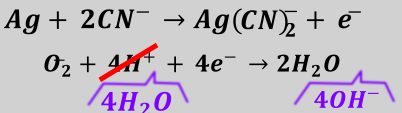 Ag + 2CN⁻ → Ag(CN)₂⁻ + e⁻
O₂ + 4H⁺ + 4e⁻ → 2H₂O
4H₂O 4OH⁻